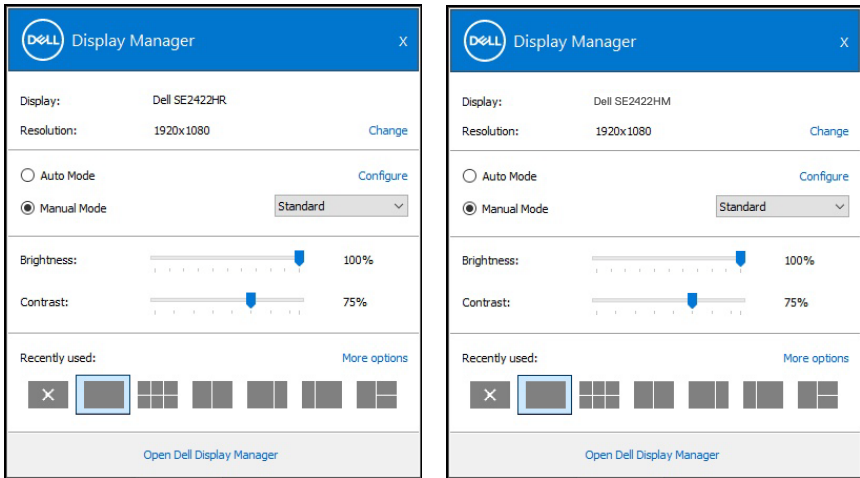 DELL Display Manager X
Display: Dell SE2422HR
Resolution: 1920x1080 Change
Auto Mode Configure
Manual Mode Standard
Brightness: 100%
Contrast: 75%
Recently used: More options
Open Dell Display Manager
DELL Display Manager X
Display: Dell SE2422HM
Resolution: 1920x1080 Change
Auto Mode Configure
Manual Mode Standard
Brightness: 100%
Contrast: 75%
Recently used: More options
Open Dell Display Manager